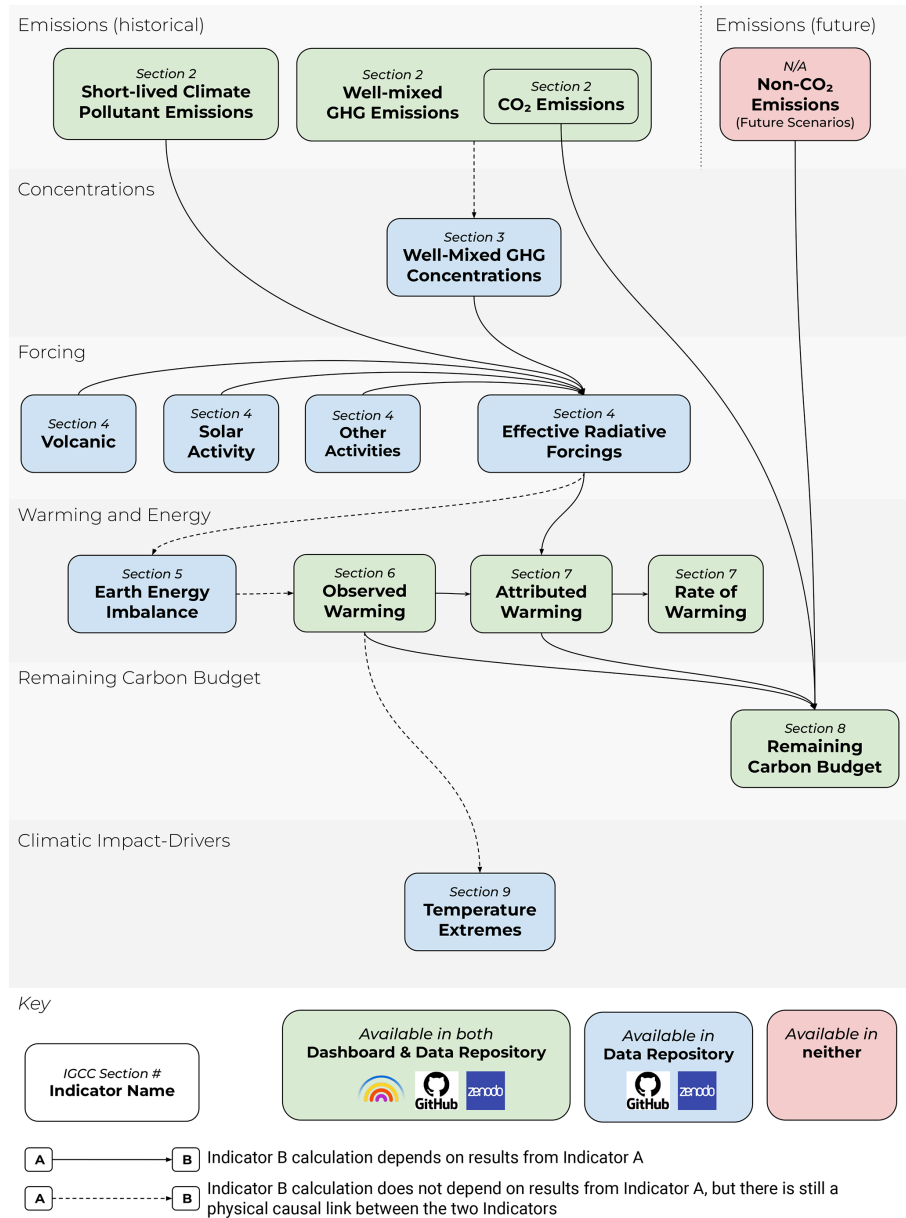 Emissions (historical)
Emissions (future)
Section 2
Short-lived Climate
Pollutant Emissions
Section 2
Well-mixed
GHG Emissions
Section 2
CO₂ Emissions
N/A
Non-CO₂
Emissions
(Future Scenarios)
Concentrations
Section 3
Well-Mixed GHG
Concentrations
Forcing
Section 4
Volcanic
Section 4
Solar
Activity
Section 4
Other
Activities
Section 4
Effective Radiative
Forcings
Warming and Energy
Section 5
Earth Energy
Imbalance
Section 6
Observed
Warming
Section 7
Attributed
Warming
Section 7
Rate of
Warming
Remaining Carbon Budget
Section 8
Remaining
Carbon Budget
Climatic Impact-Drivers
Section 9
Temperature
Extremes
Key
IGCC Section #
Indicator Name
Available in both
Dashboard & Data Repository
GitHub
zenodo
Available in
Data Repository
GitHub
zenodo
Available in
neither
A
B
Indicator B calculation depends on results from Indicator A
A
B
Indicator B calculation does not depend on results from Indicator A, but there is still a
physical causal link between the two Indicators